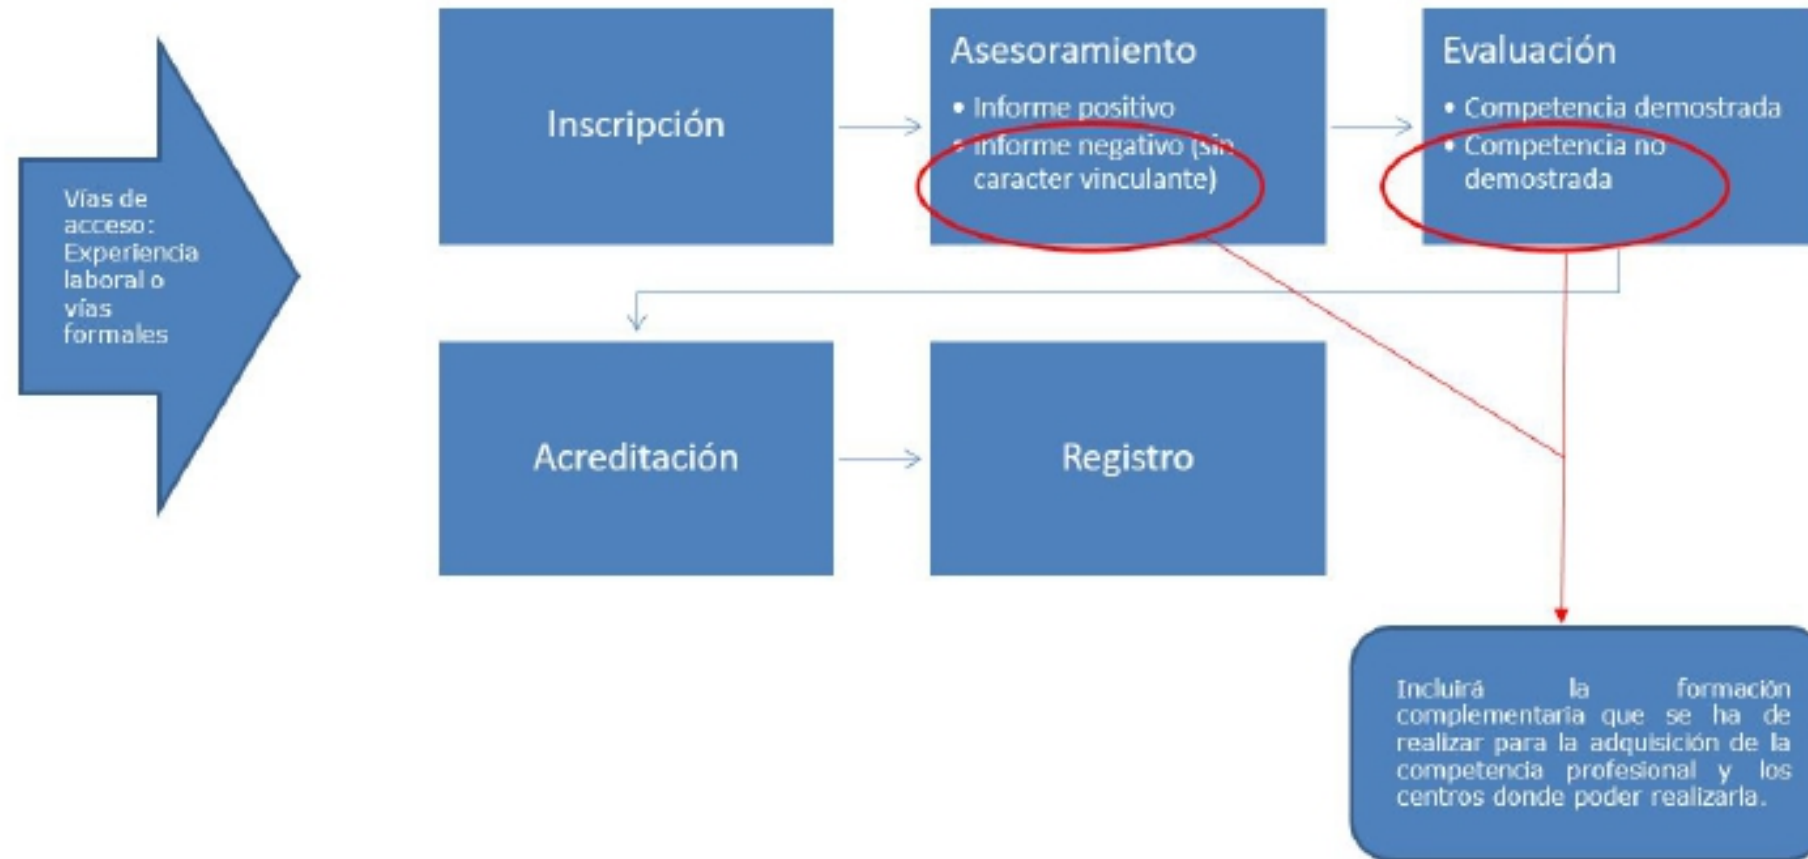 Vías de
acceso:
Experiencia
laboral o
vías
formales
Inscripción
Asesoramiento
• Informe positivo
• Informe negativo (sin
caracter vinculante)
Evaluación
• Competencia demostrada
• Competencia no
demostrada
Acreditación
Registro
Incluirá la formación
complementaria que se ha de
realizar para la adquisición de la
competencia profesional y los
centros donde poder realizarla.